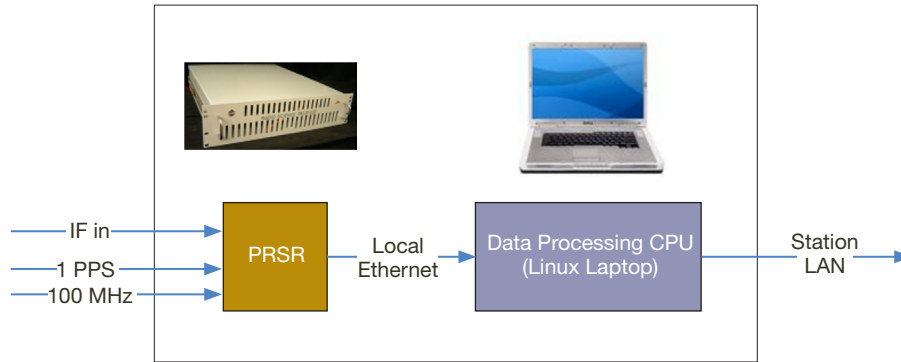 IF in
1 PPS
100 MHz
PRSR
Local
Ethernet
Data Processing CPU
(Linux Laptop)
Station
LAN